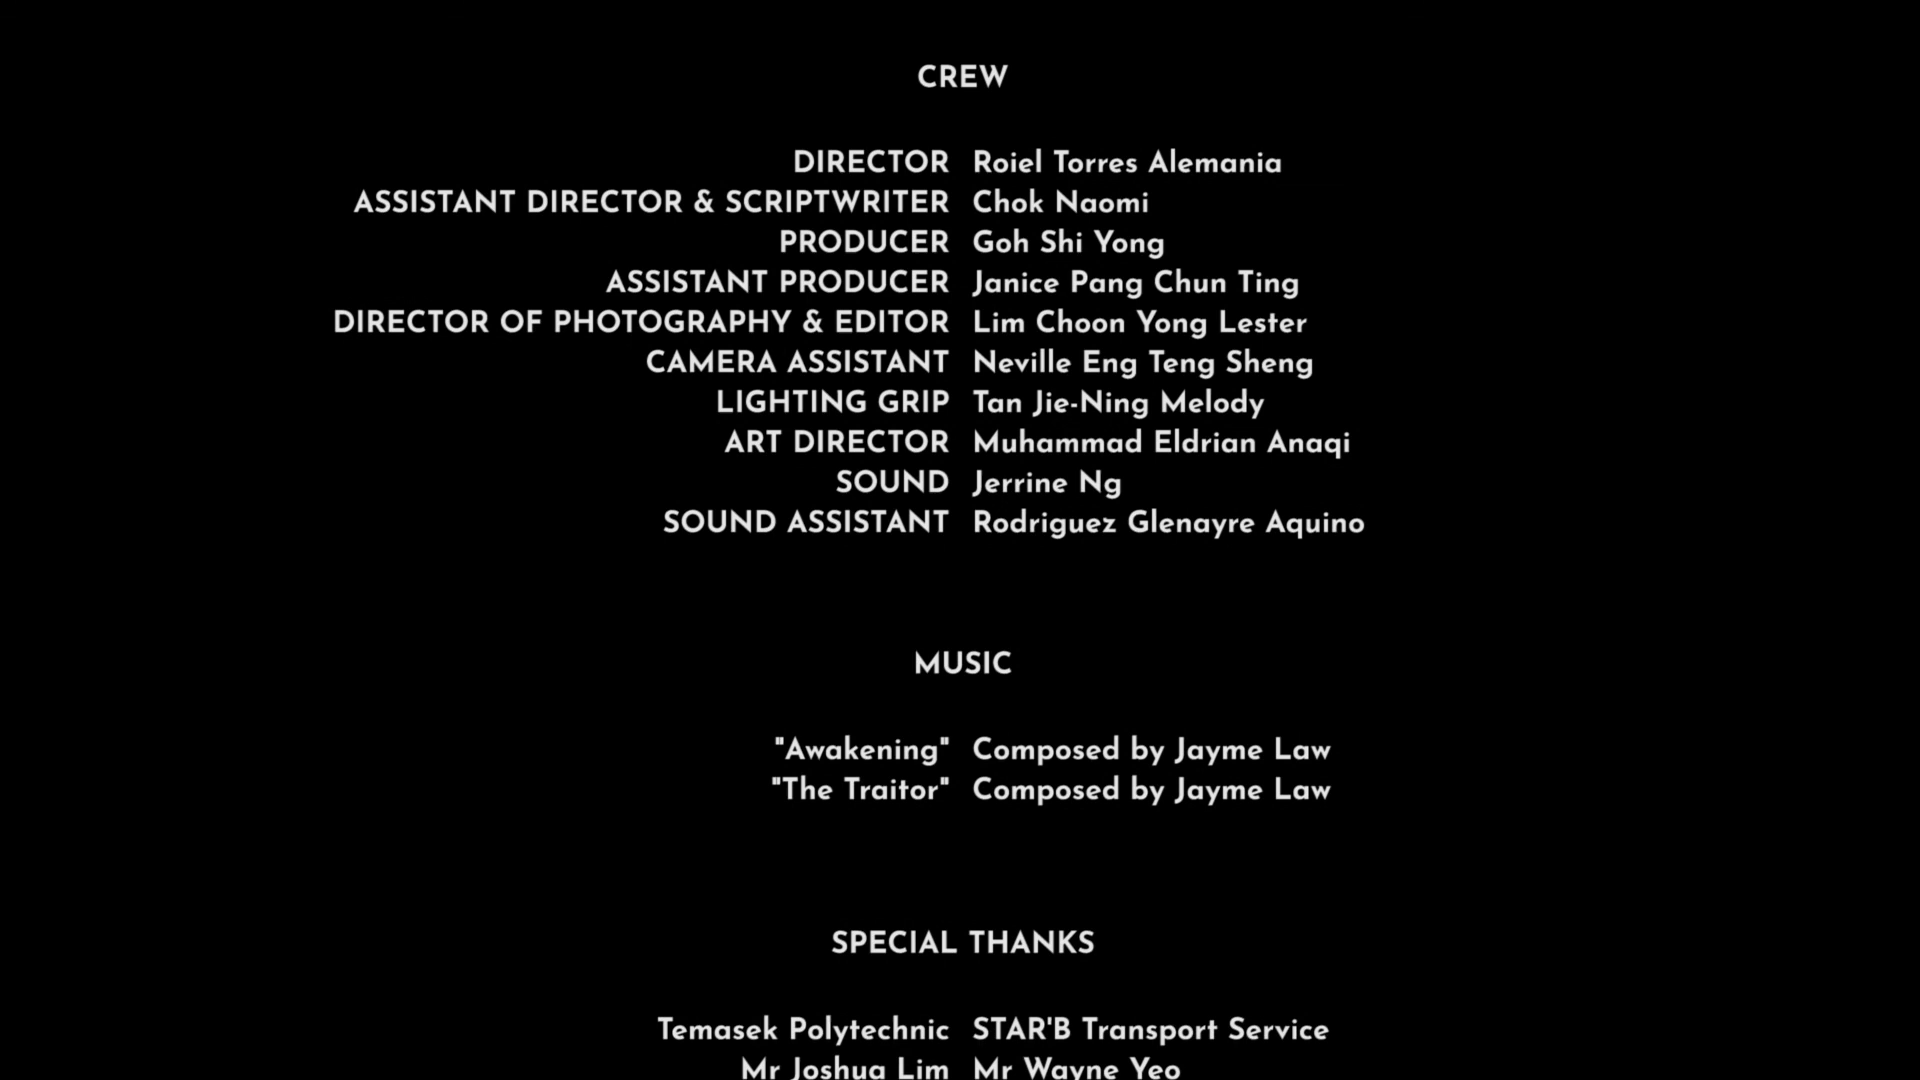 CREW
DIRECTOR Roiel Torres Alemania
ASSISTANT DIRECTOR & SCRIPTWRITER Chok Naomi
PRODUCER Goh Shi Yong
ASSISTANT PRODUCER Janice Pang Chun Ting
DIRECTOR OF PHOTOGRAPHY & EDITOR Lim Choon Yong Lester
CAMERA ASSISTANT Neville Eng Teng Sheng
LIGHTING GRIP Tan Jie-Ning Melody
ART DIRECTOR Muhammad Eldrian Anaqi
SOUND Jerrine Ng
SOUND ASSISTANT Rodriguez Glenayre Aquino
MUSIC
"Awakening" Composed by Jayme Law
"The Traitor" Composed by Jayme Law
SPECIAL THANKS
Temasek Polytechnic STAR'B Transport Service
Mr Joshua Lim Mr Wayne Yeo